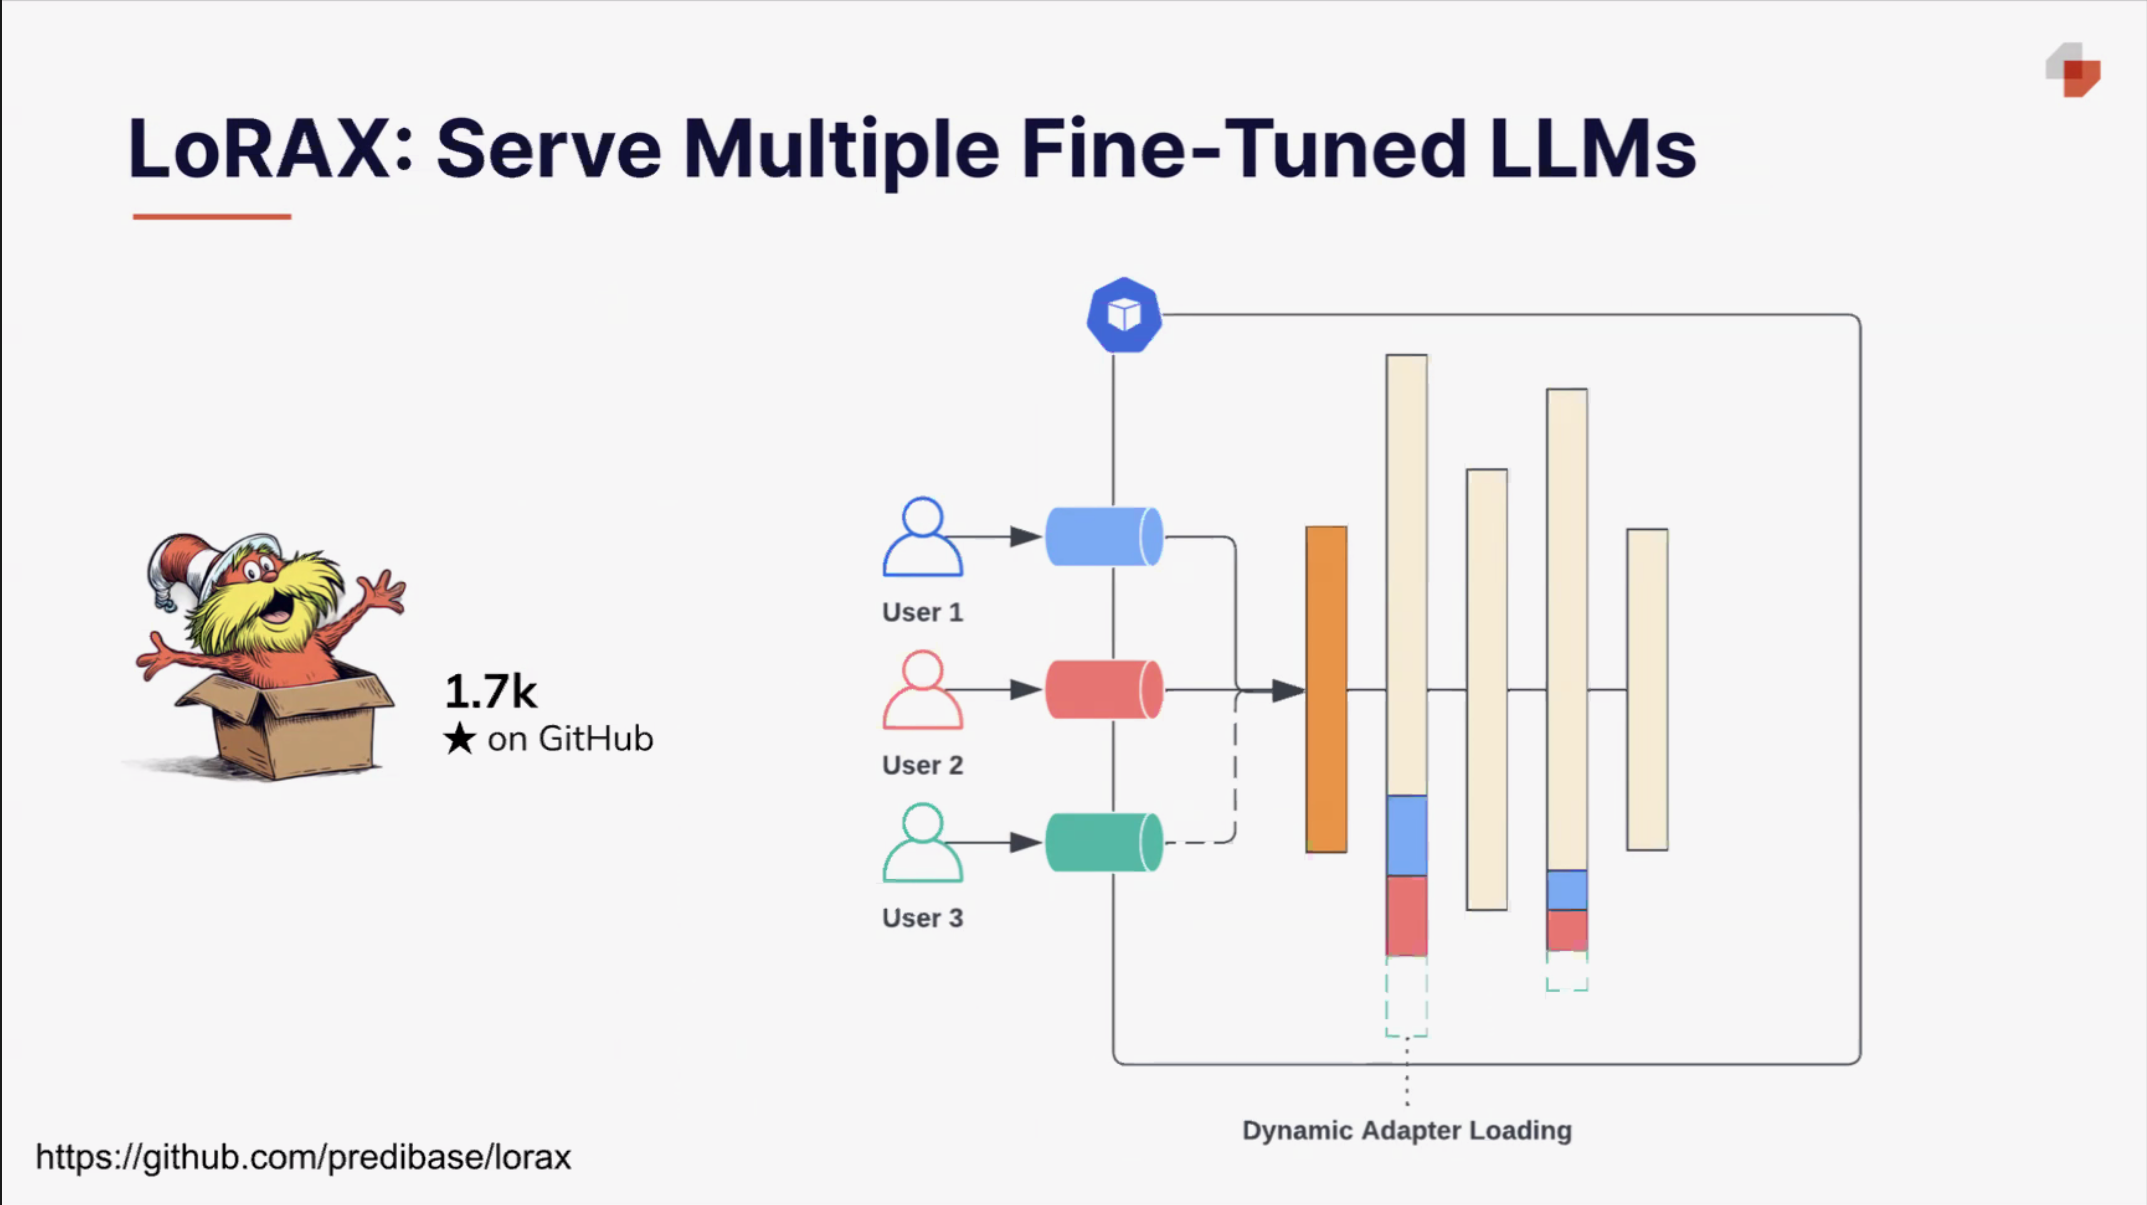 LoRAX: Serve Multiple Fine-Tuned LLMs
1.7k
★ on GitHub
User 1
User 2
User 3
Dynamic Adapter Loading
https://github.com/predibase/lorax